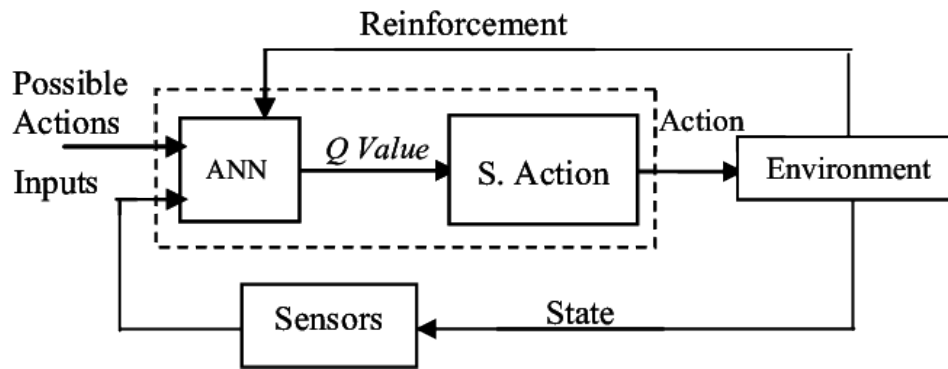 Reinforcement
Possible
Actions
Inputs
ANN
Q Value
S. Action
Action
Environment
Sensors
State